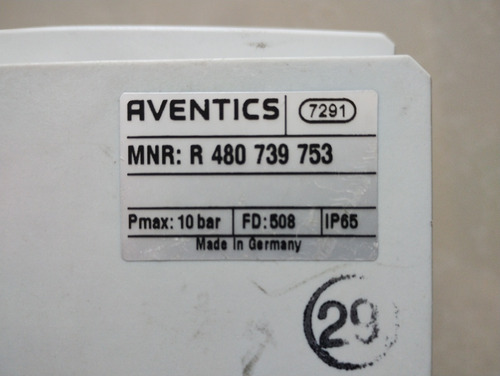 AVENTICS 7291
MNR: R 480 739 753
Pmax: 10 bar FD: 508 IP65
Made in Germany
29